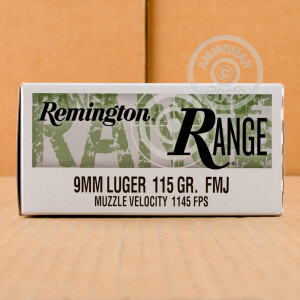 Remington
RANGE
9MM LUGER 115 GR. FMJ
MUZZLE VELOCITY 1145 FPS